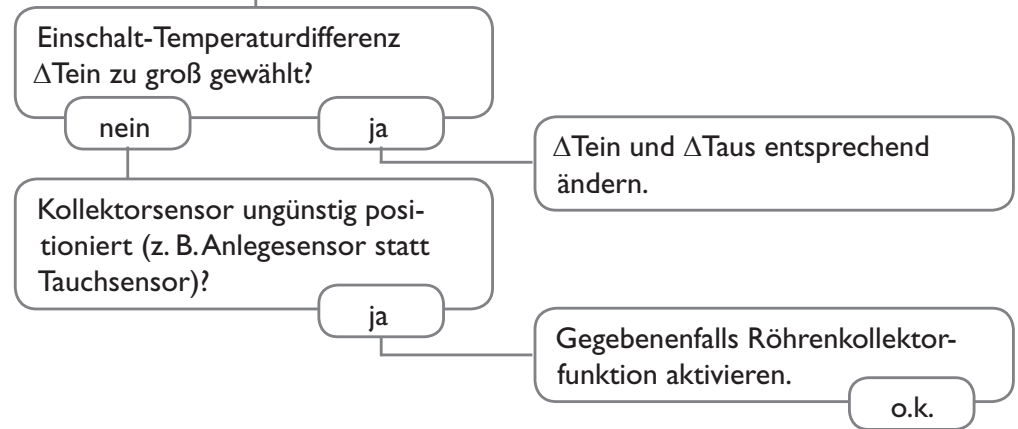 Einschalt-Temperaturdifferenz
ΔTein zu groß gewählt?
nein
ja
ΔTein und ΔTaus entsprechend
ändern.
Kollektorsensor ungünstig posi-
tioniert (z. B. Anlegesensor statt
Tauchsensor)?
ja
Gegebenenfalls Röhrenkollektor-
funktion aktivieren.
o.k.